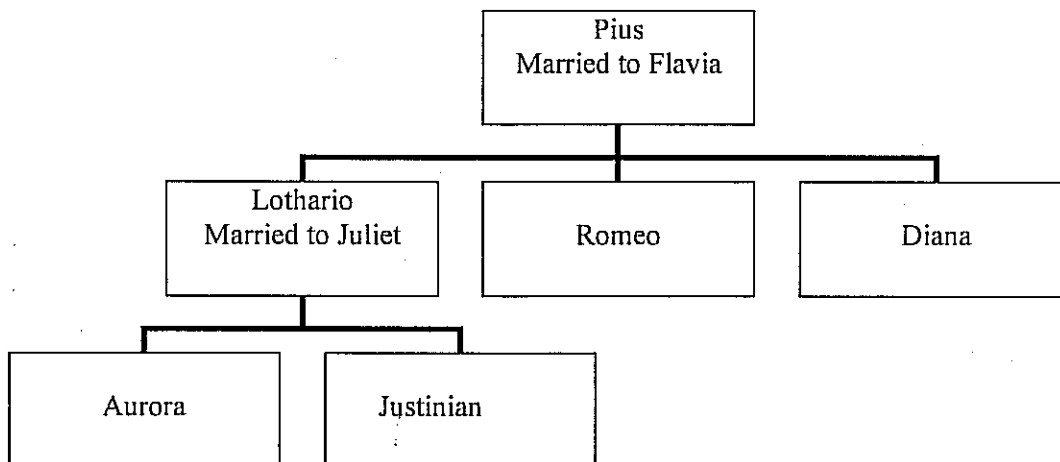 Pius
Married to Flavia
Lothario
Married to Juliet
Romeo
Diana
Aurora
Justinian